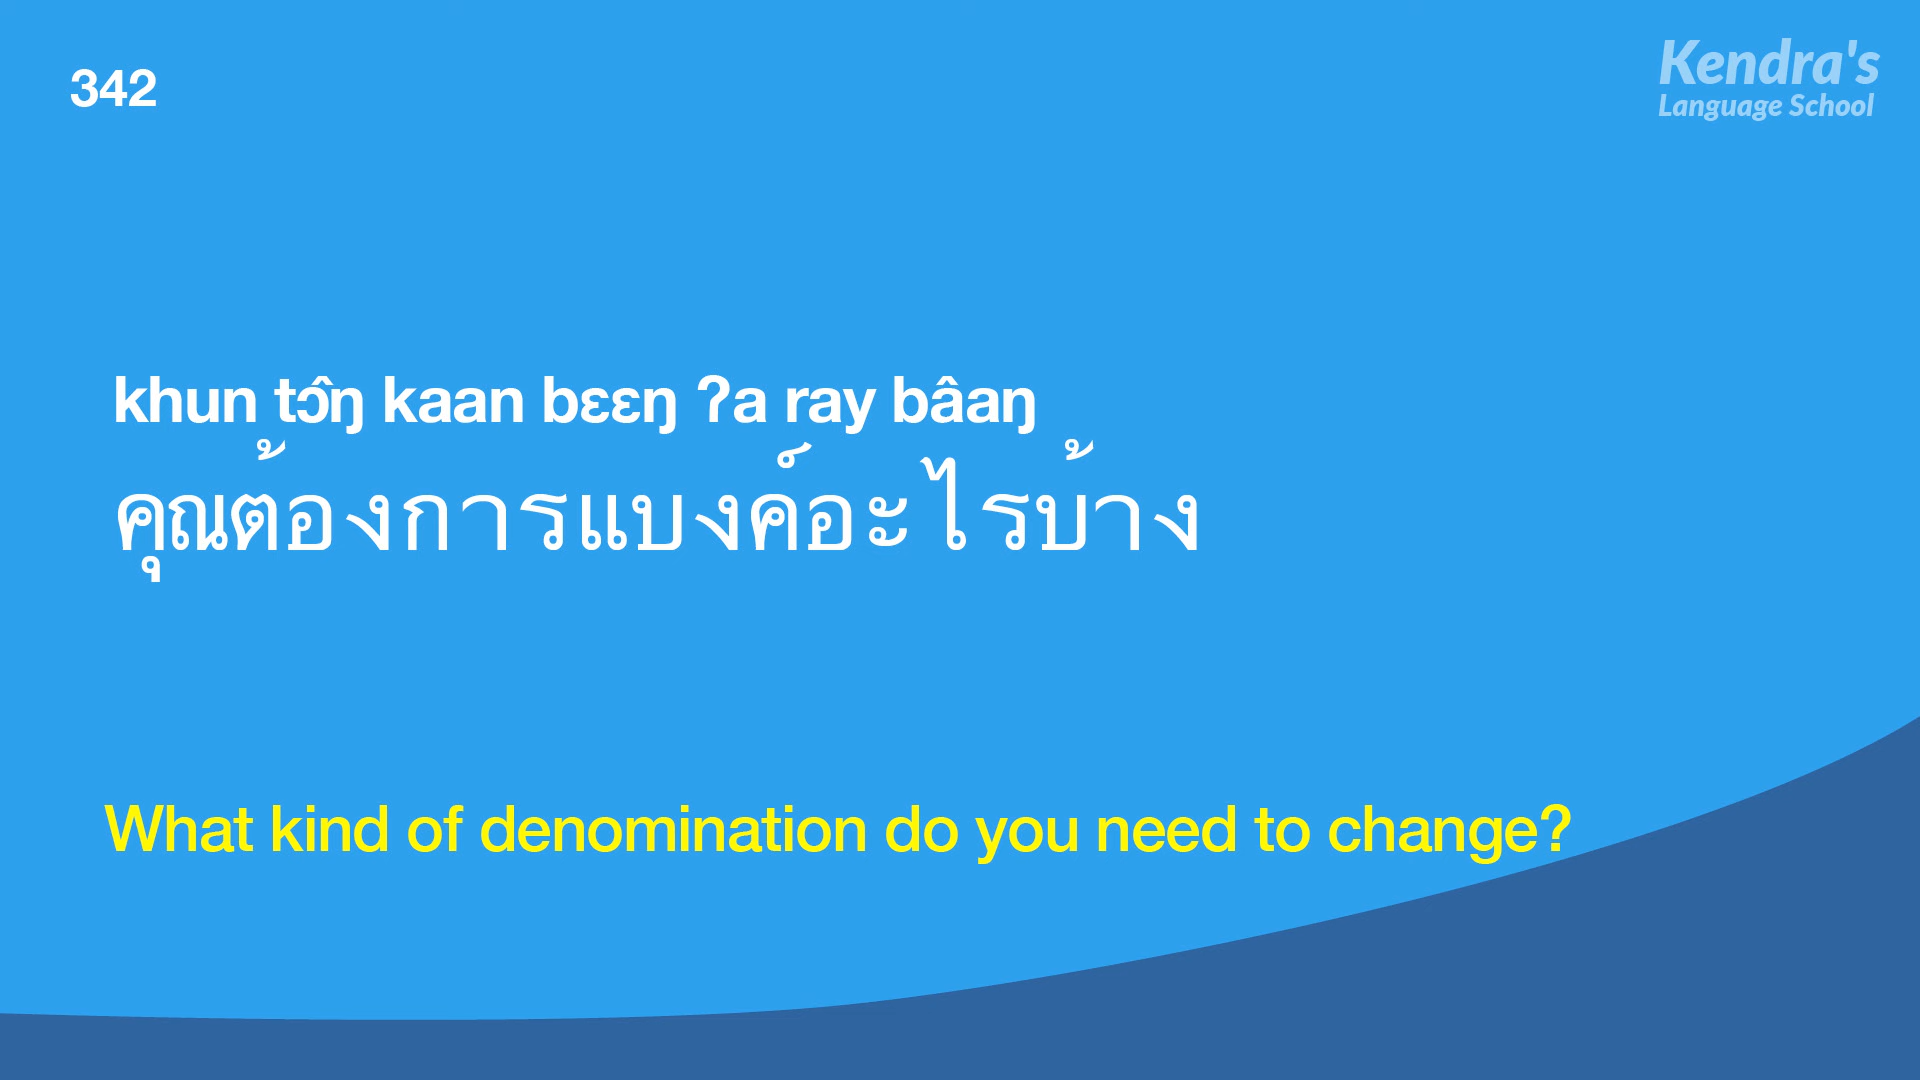 342
Kendra's
Language School
khun tɔ̂ŋ kaan bɛɛŋ ʔa ray bâaŋ
คุณต้องการแบงค์อะไรบ้าง
What kind of denomination do you need to change?